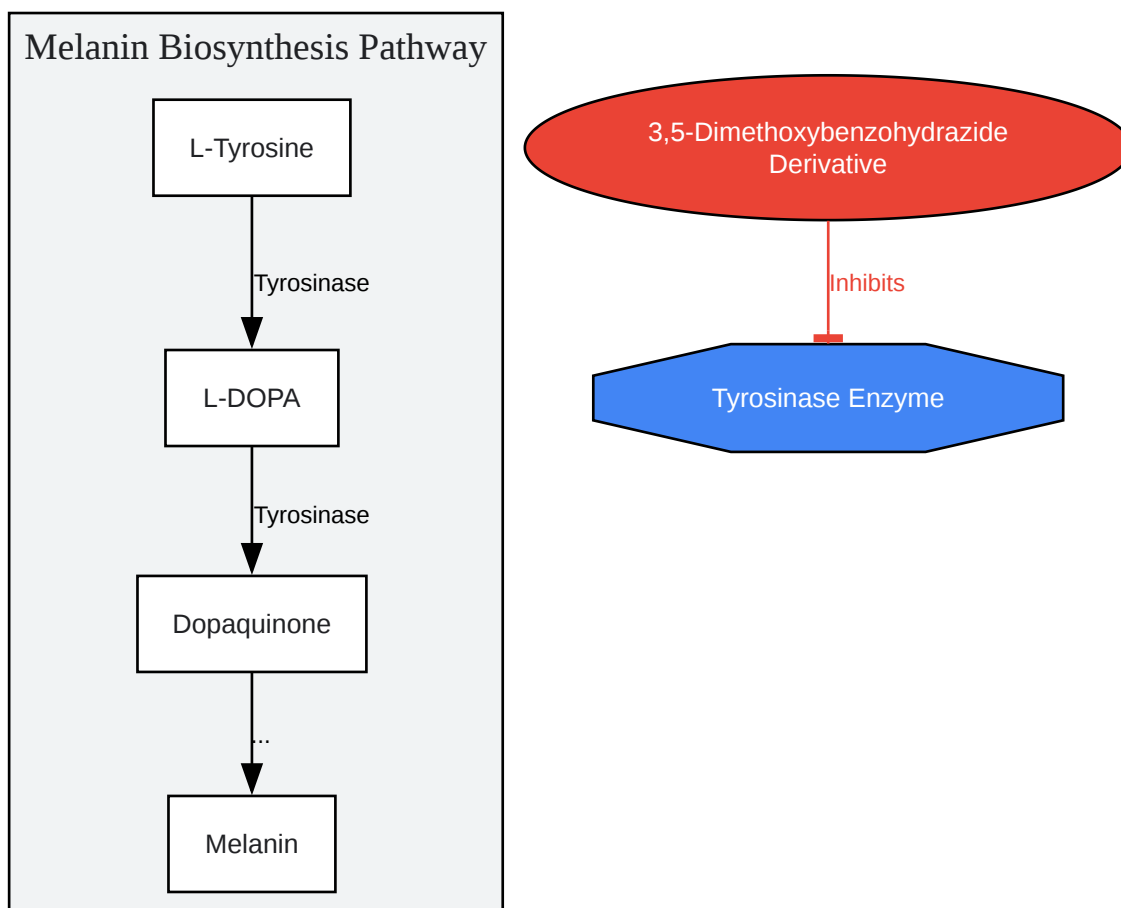 Melanin Biosynthesis Pathway
L-Tyrosine
Tyrosinase
L-DOPA
Tyrosinase
Dopaquinone
...
Melanin
3,5-Dimethoxybenzohydrazide
Derivative
Inhibits
Tyrosinase Enzyme